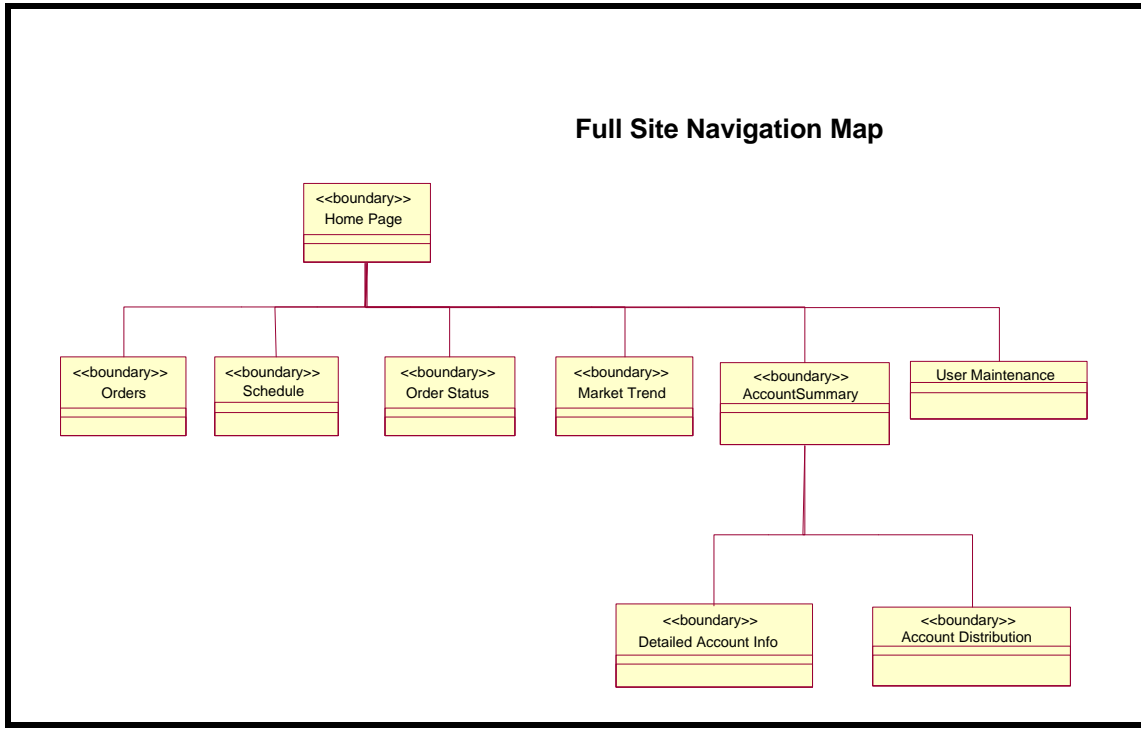 Full Site Navigation Map
<<boundary>>
Home Page
<<boundary>>
Orders
<<boundary>>
Schedule
<<boundary>>
Order Status
<<boundary>>
Market Trend
<<boundary>>
AccountSummary
User Maintenance
<<boundary>>
Detailed Account Info
<<boundary>>
Account Distribution